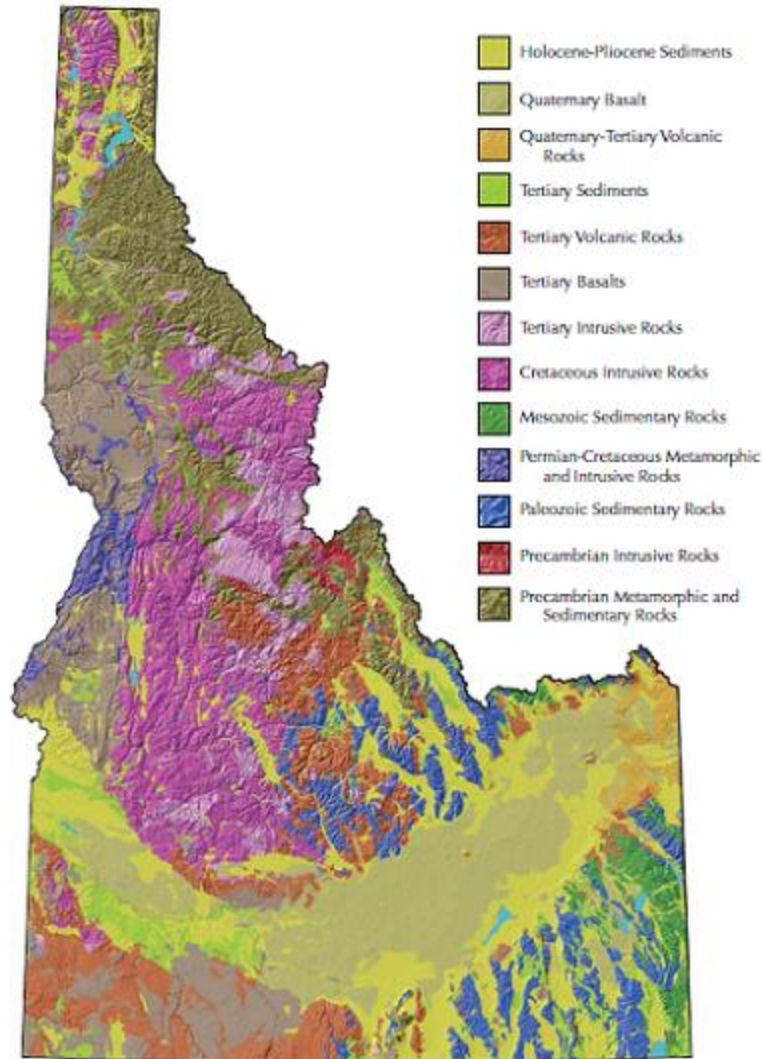 Holocene-Pliocene Sediments
Quaternary Basalt
Quaternary-Tertiary Volcanic
Rocks
Tertiary Sediments
Tertiary Volcanic Rocks
Tertiary Basalts
Tertiary Intrusive Rocks
Cretaceous Intrusive Rocks
Mesozoic Sedimentary Rocks
Permian-Cretaceous Metamorphic
and Intrusive Rocks
Paleozoic Sedimentary Rocks
Precambrian Intrusive Rocks
Precambrian Metamorphic and
Sedimentary Rocks